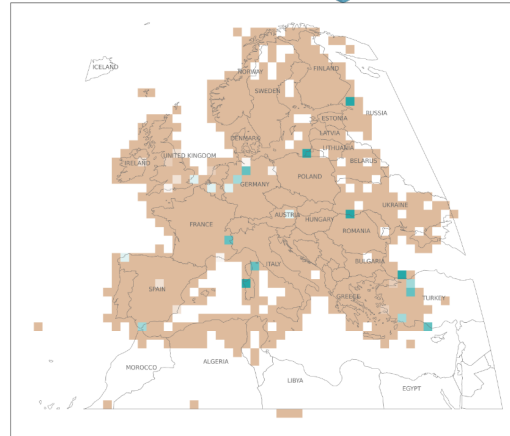 ICELAND
NORWAY
FINLAND
SWEDEN
RUSSIA
ESTONIA
LATVIA
DENMARK
LITHUANIA
UNITED KINGDOM
IRELAND
BELARUS
POLAND
GERMANY
UKRAINE
AUSTRIA
HUNGARY
FRANCE
ROMANIA
BULGARIA
ITALY
SPAIN
GREECE
TURKEY
ALGERIA
MOROCCO
LIBYA
EGYPT